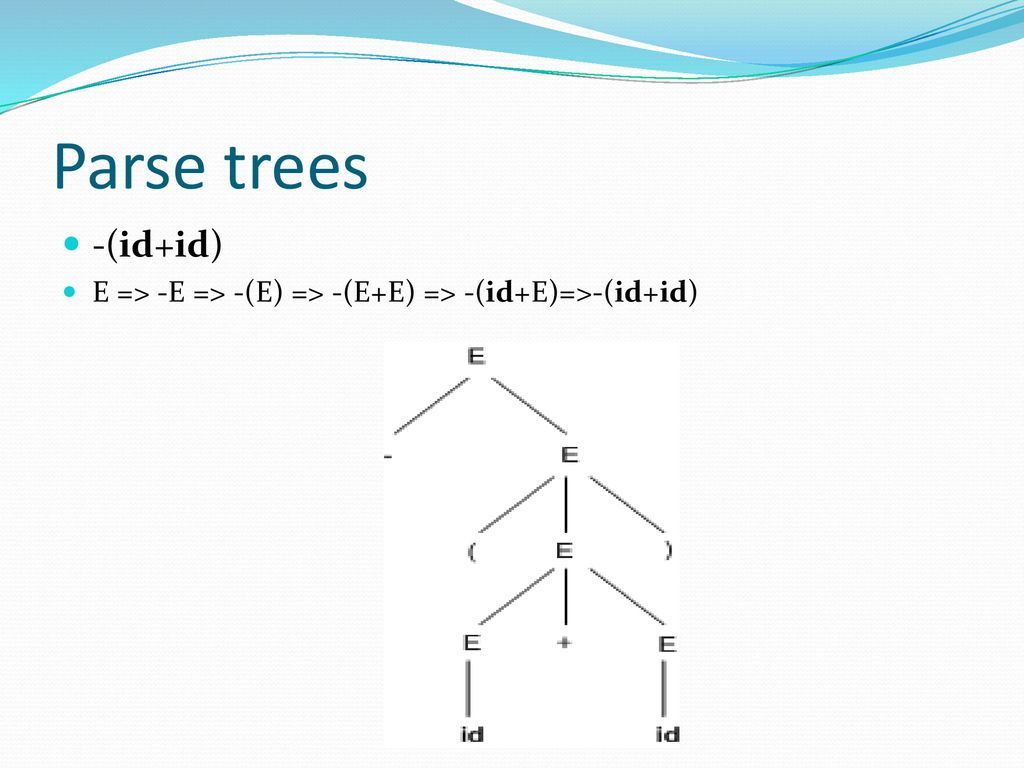 Parse trees
-(id+id)
E => -E => -(E) => -(E+E) => -(id+E)=>-(id+id)
E
- E
( E )
E + E
id id